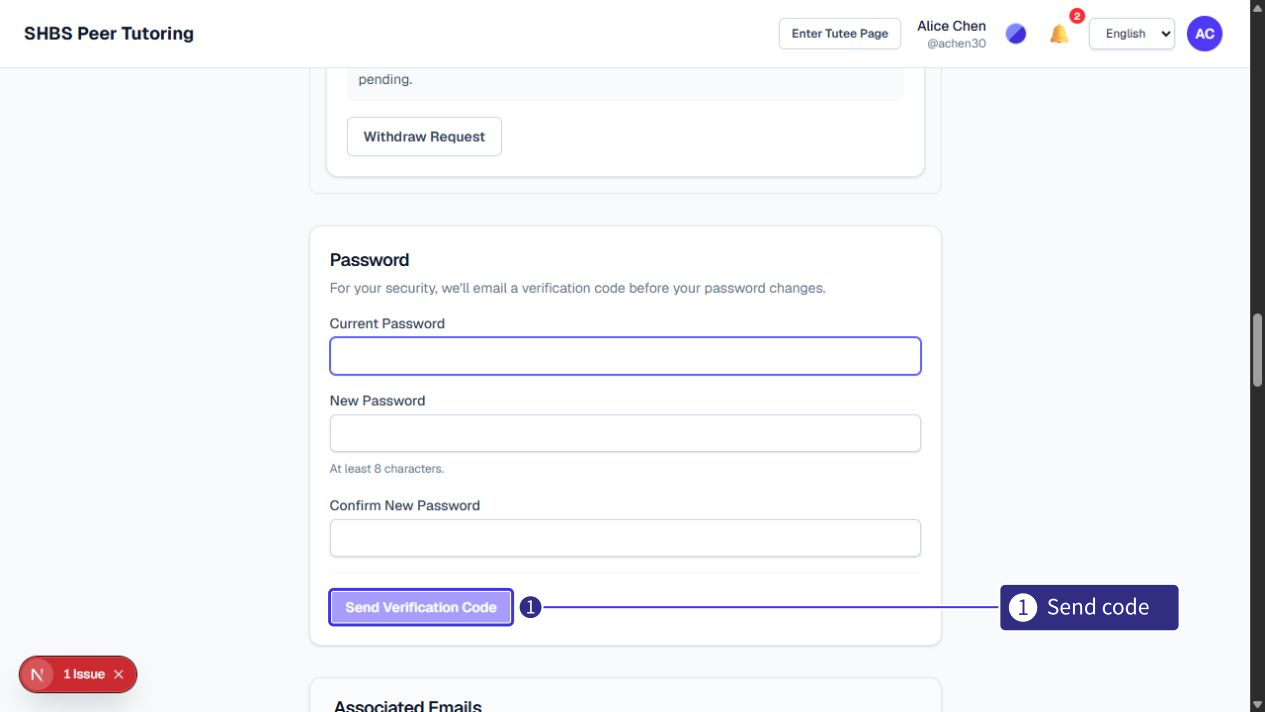 SHBS Peer Tutoring
Enter Tutee Page
Alice Chen
@achen30
2
English
AC
pending.
Withdraw Request
Password
For your security, we'll email a verification code before your password changes.
Current Password
New Password
At least 8 characters.
Confirm New Password
Send Verification Code
1
1 Send code
N 1 Issue
Associated Emails